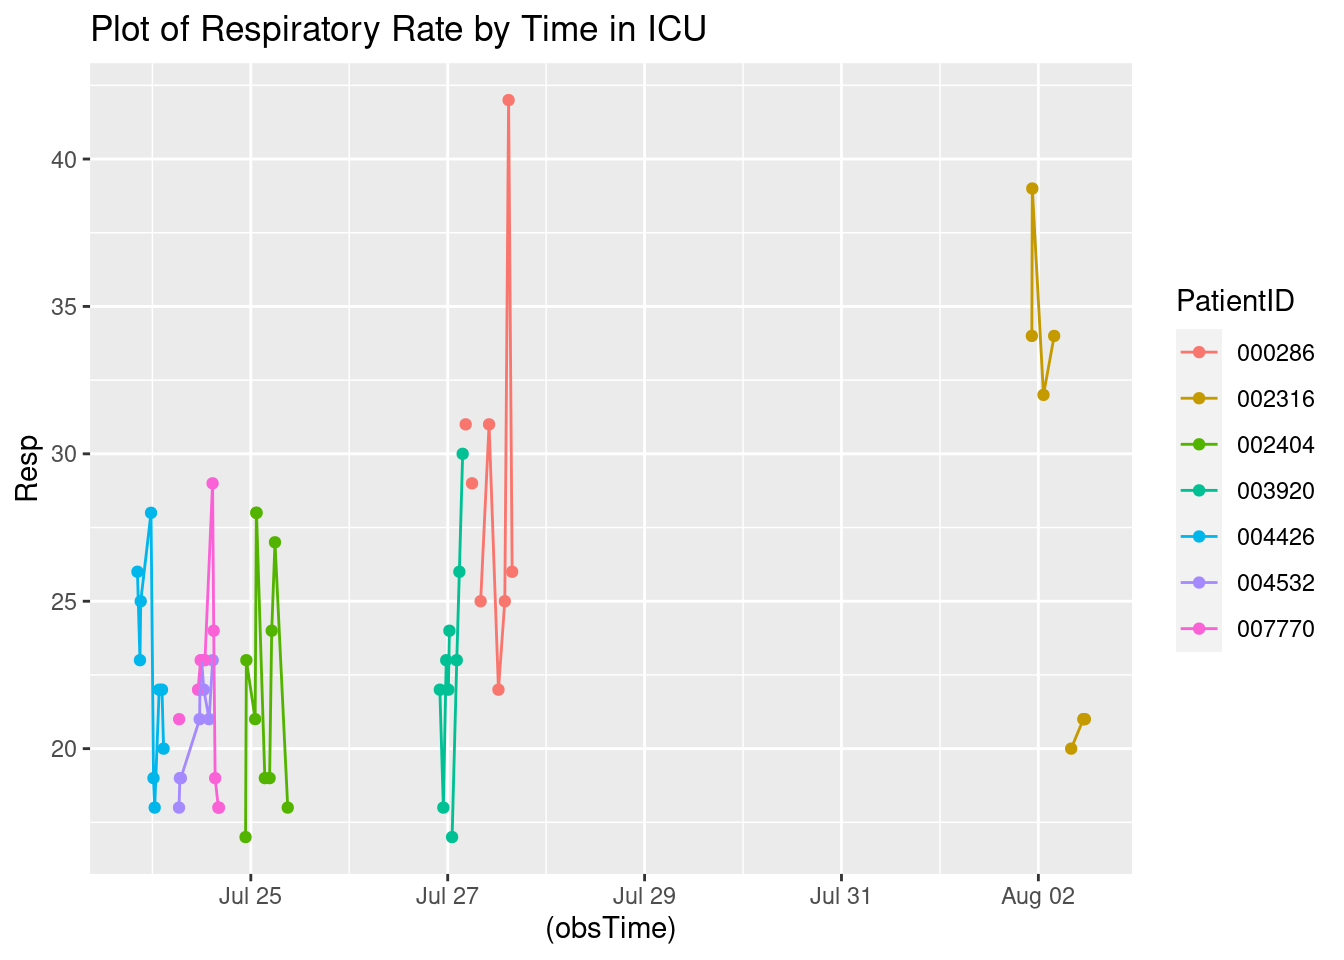 Plot of Respiratory Rate by Time in ICU
40
35
30
25
20
Resp
Jul 25
Jul 27
Jul 29
Jul 31
Aug 02
(obsTime)
PatientID
000286
002316
002404
003920
004426
004532
007770